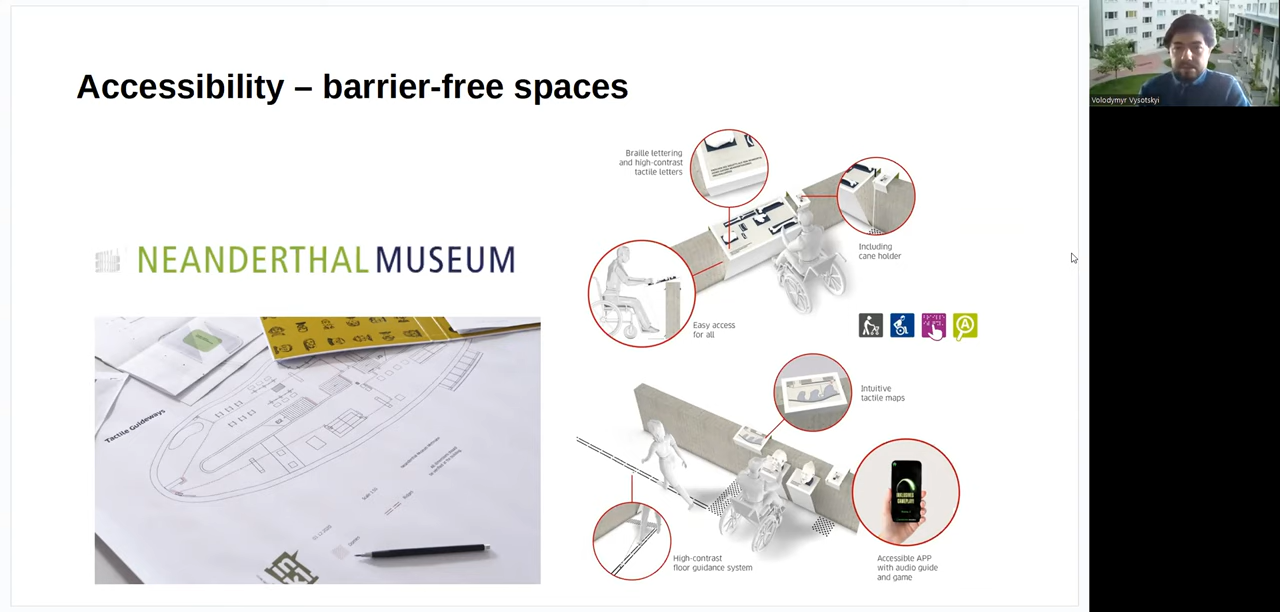 Accessibility – barrier-free spaces
Volodymyr Vysotskyi
Braille lettering
and high-contrast
tactile letters
Including
cane holder
NEANDERTHAL MUSEUM
Easy access
for all
Intuitive
tactile maps
Tactile Guideways
High-contrast
floor guidance system
Accessible APP
with audio guide
and game